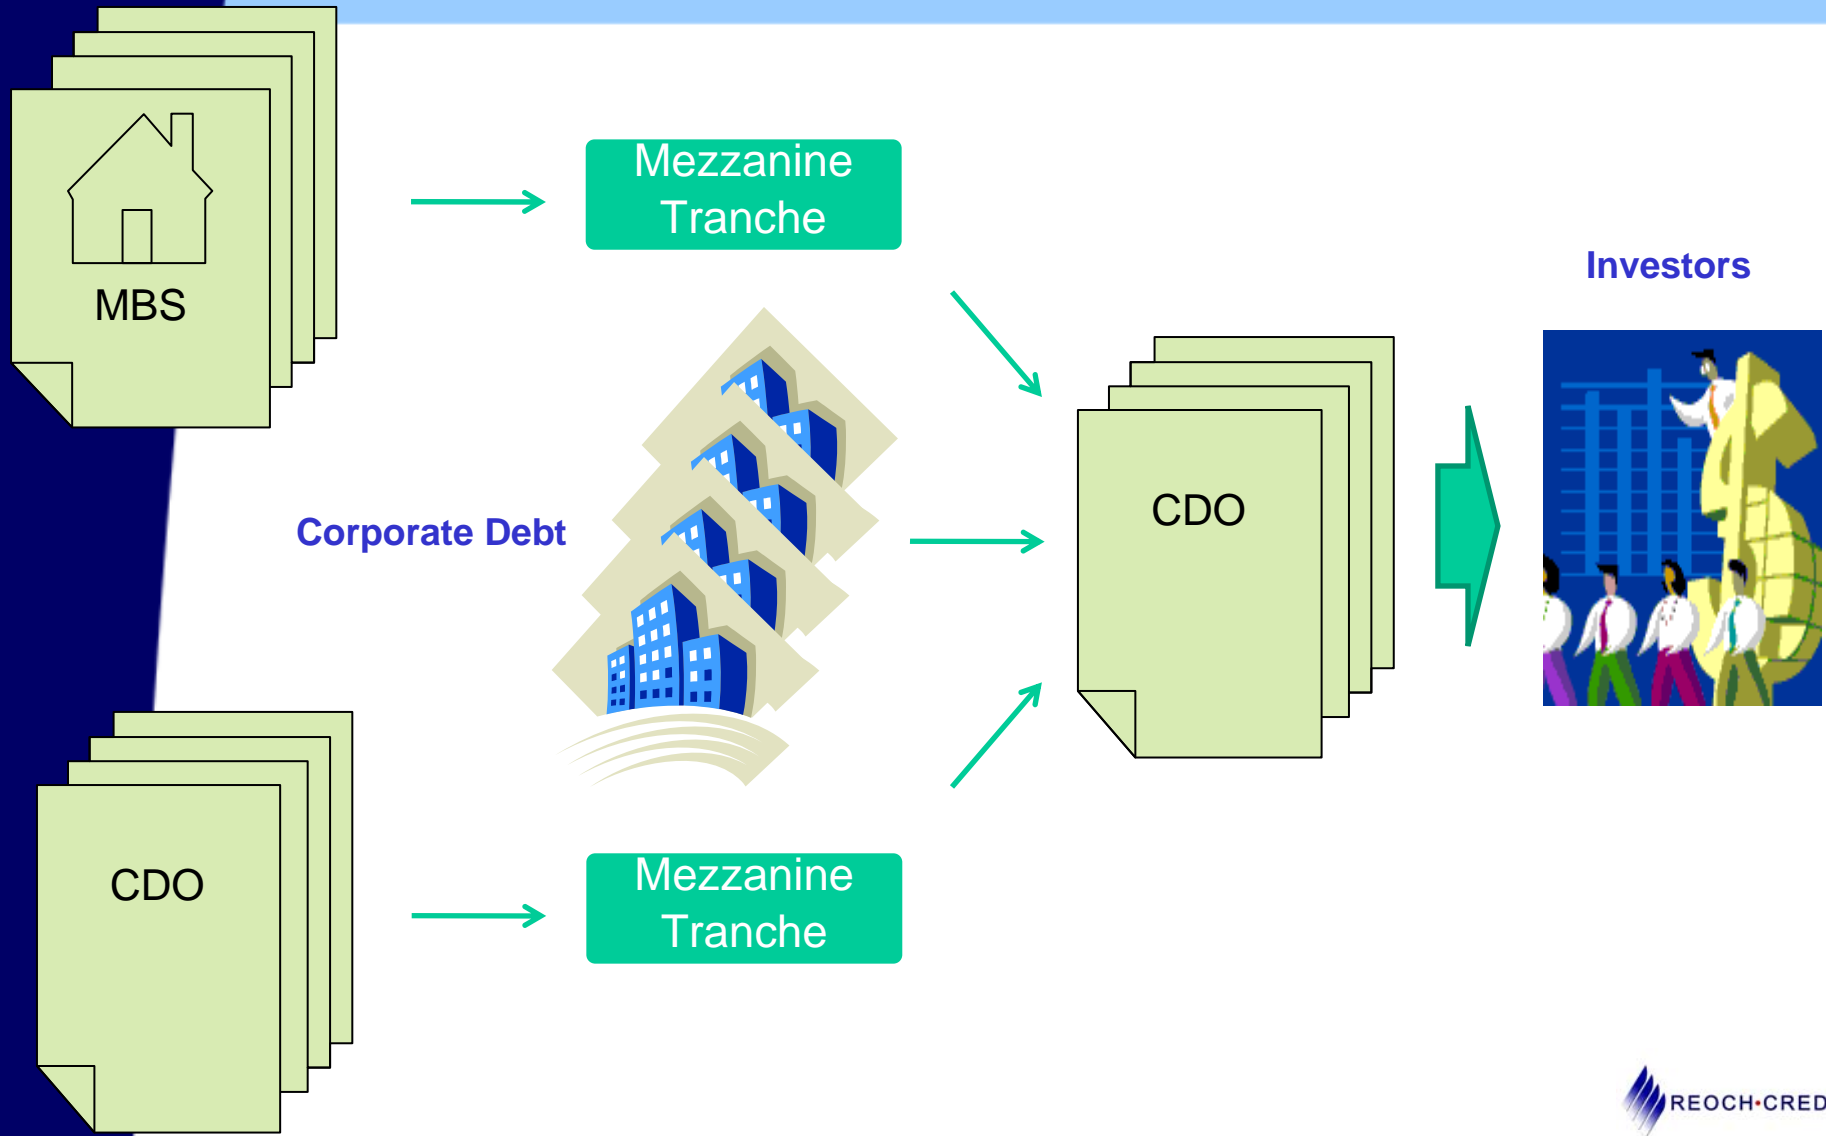 MBS
Mezzanine
Tranche
Investors
Corporate Debt
CDO
CDO
Mezzanine
Tranche
REOCH·CRED